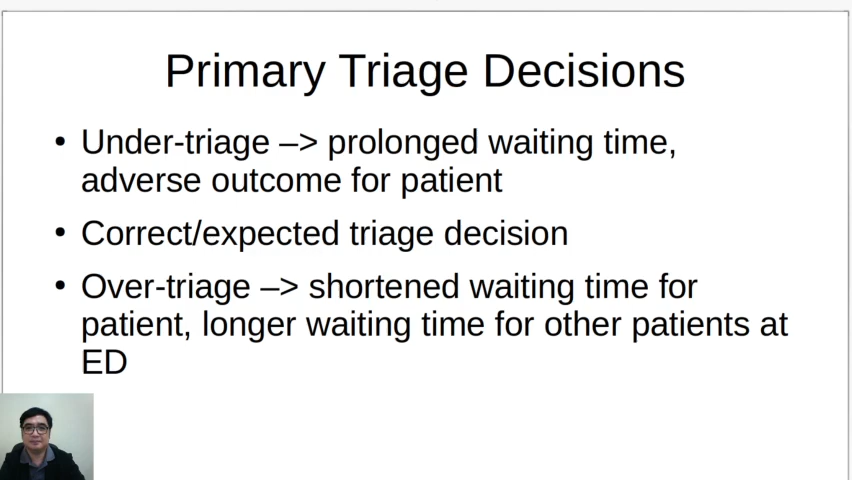 Primary Triage Decisions
• Under-triage –> prolonged waiting time,
adverse outcome for patient
• Correct/expected triage decision
• Over-triage –> shortened waiting time for
patient, longer waiting time for other patients at
ED